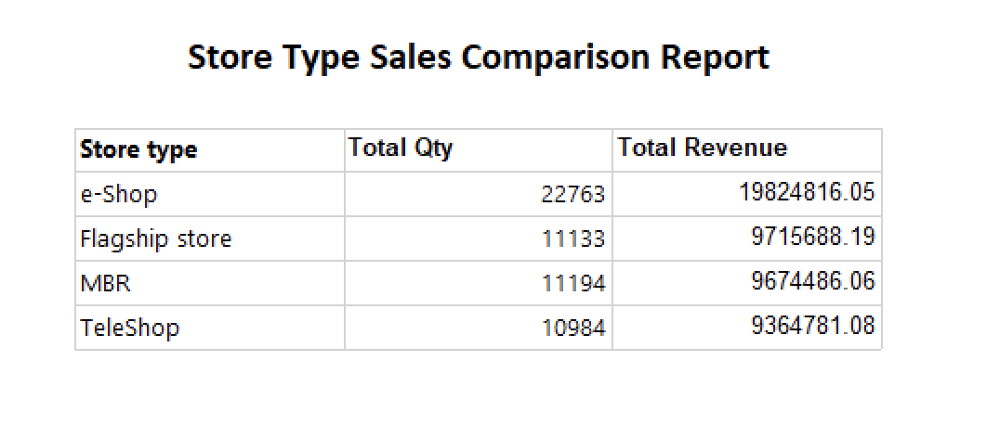 Store Type Sales Comparison Report
Store type Total Qty Total Revenue
e-Shop 22763 19824816.05
Flagship store 11133 9715688.19
MBR 11194 9674486.06
TeleShop 10984 9364781.08